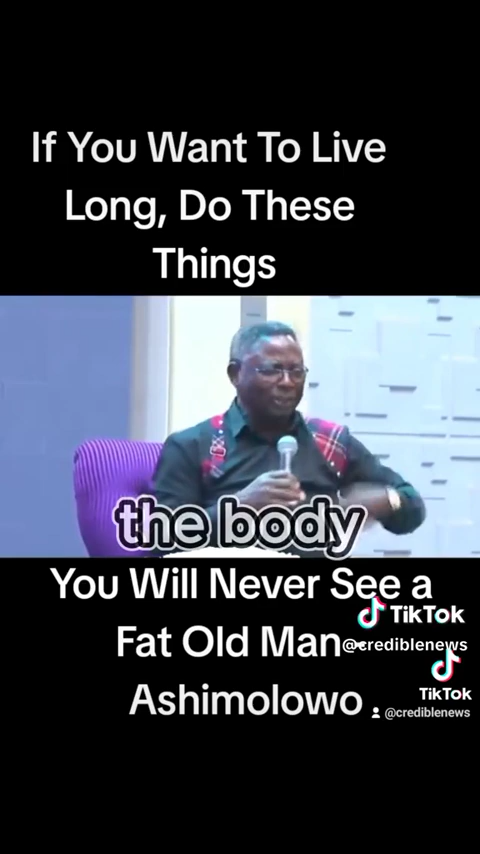 If You Want To Live
Long, Do These
Things
the body
You Will Never See a
Fat Old Man-
Ashimolowo
TikTok
@crediblenews
TikTok
@crediblenews